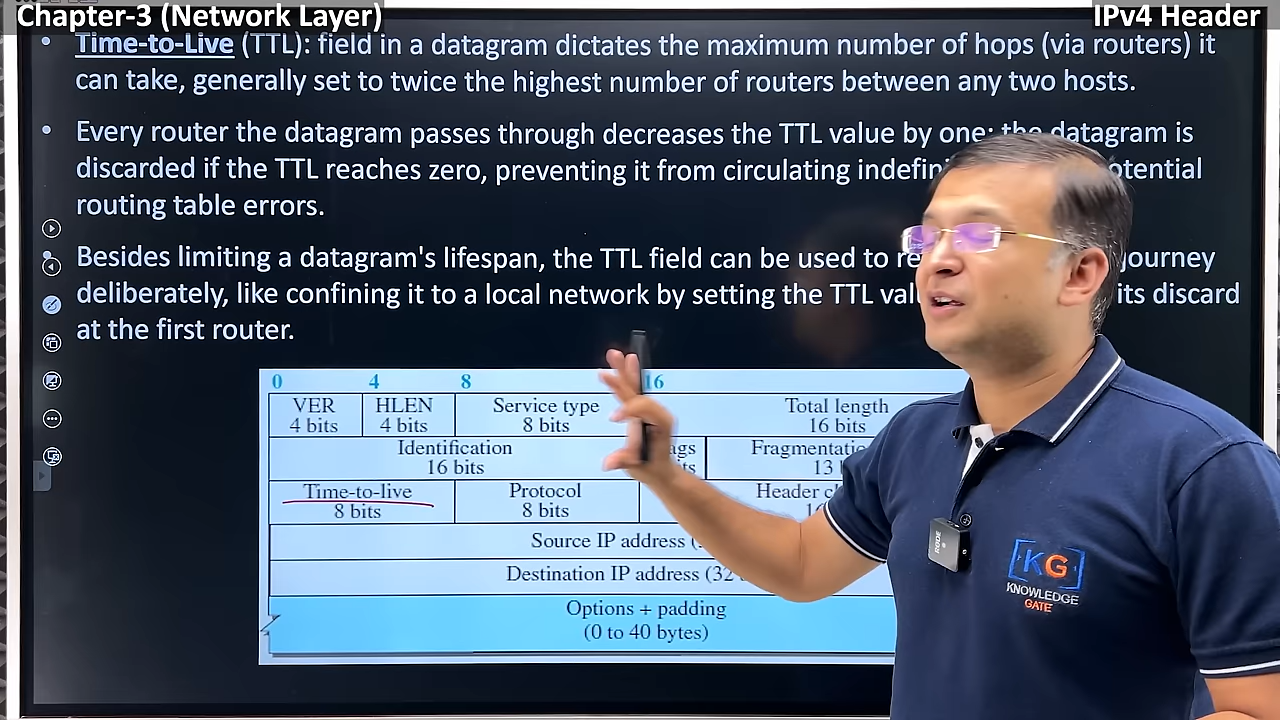 Chapter-3 (Network Layer)
IPv4 Header
• Time-to-Live (TTL): field in a datagram dictates the maximum number of hops (via routers) it
can take, generally set to twice the highest number of routers between any two hosts.
• Every router the datagram passes through decreases the TTL value by one; the datagram is
discarded if the TTL reaches zero, preventing it from circulating
routing table errors.
• Besides limiting a datagram's lifespan, the TTL field can be used to journey
deliberately, like confining it to a local network by setting the TTL its discard
at the first router.
0 4 8 16
VER HLEN Service type Total length
4 bits 4 bits 8 bits 16 bits
Identification
16 bits 13
Time-to-live Protocol Header
8 bits 8 bits
Source IP address
Destination IP address (32
Options + padding
(0 to 40 bytes)
RODE
KG
KNOWLEDGE
GATE